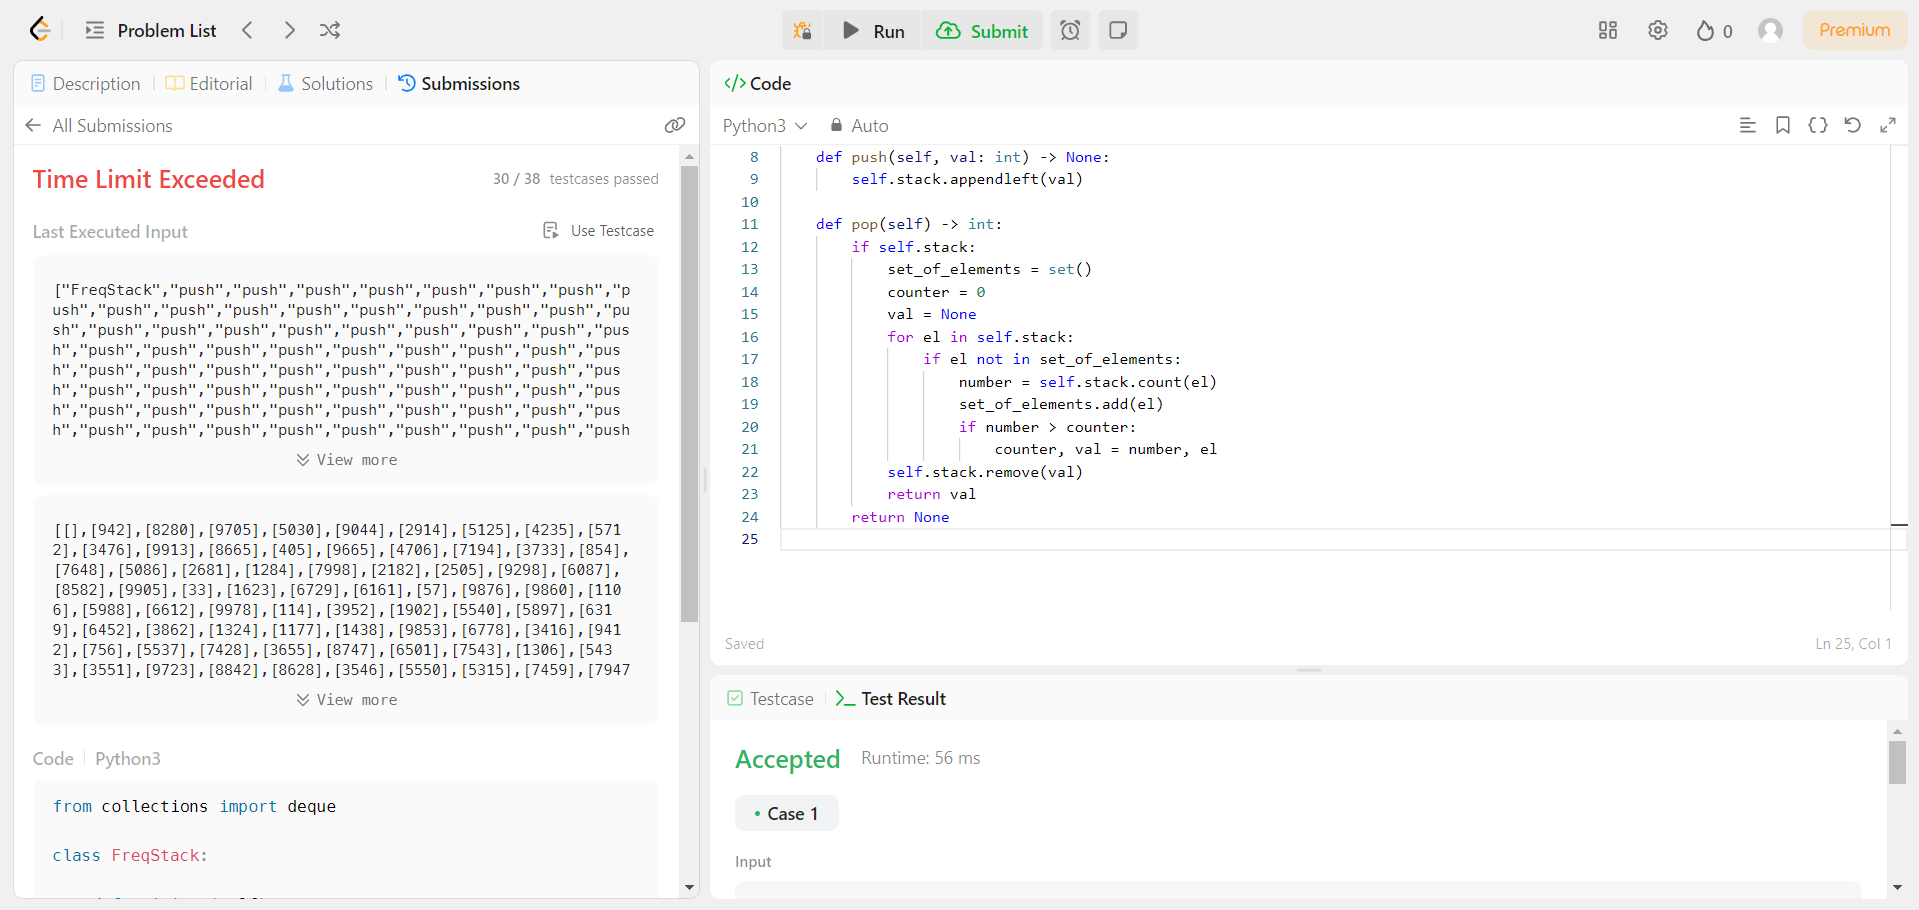 Problem List
Run
Submit
0
Premium
Description
Editorial
Solutions
Submissions
All Submissions
Time Limit Exceeded
30 / 38 testcases passed
Last Executed Input
Use Testcase
["FreqStack","push","push","push","push","push","push","push","p
ush","push","push","push","push","push","push","push","push","pu
sh","push","push","push","push","push","push","push","push","pus
h","push","push","push","push","push","push","push","push","pus
h","push","push","push","push","push","push","push","push","pus
h","push","push","push","push","push","push","push","push","pus
h","push","push","push","push","push","push","push","push","pus
h","push","push","push","push","push","push","push","push","push
View more
[[],[942],[8280],[9705],[5030],[9044],[2914],[5125],[4235],[571
2],[3476],[9913],[8665],[405],[9665],[4706],[7194],[3733],[854],
[7648],[5086],[2681],[1284],[7998],[2182],[2505],[9298],[6087],
[8582],[9905],[33],[1623],[6729],[6161],[57],[9876],[9860],[110
6],[5988],[6612],[9978],[114],[3952],[1902],[5540],[5897],[631
9],[6452],[3862],[1324],[1177],[1438],[9853],[6778],[3416],[941
2],[756],[5537],[7428],[3655],[8747],[6501],[7543],[1306],[543
3],[3551],[9723],[8842],[8628],[3546],[5550],[5315],[7459],[7947
View more
Code
Python3
from collections import deque
class FreqStack:
</> Code
Python3
Auto
8 def push(self, val: int) -> None:
9 self.stack.appendleft(val)
10
11 def pop(self) -> int:
12 if self.stack:
13 set_of_elements = set()
14 counter = 0
15 val = None
16 for el in self.stack:
17 if el not in set_of_elements:
18 number = self.stack.count(el)
19 set_of_elements.add(el)
20 if number > counter:
21 counter, val = number, el
22 self.stack.remove(val)
23 return val
24 return None
25
Saved
Ln 25, Col 1
Testcase
Test Result
Accepted
Runtime: 56 ms
Case 1
Input